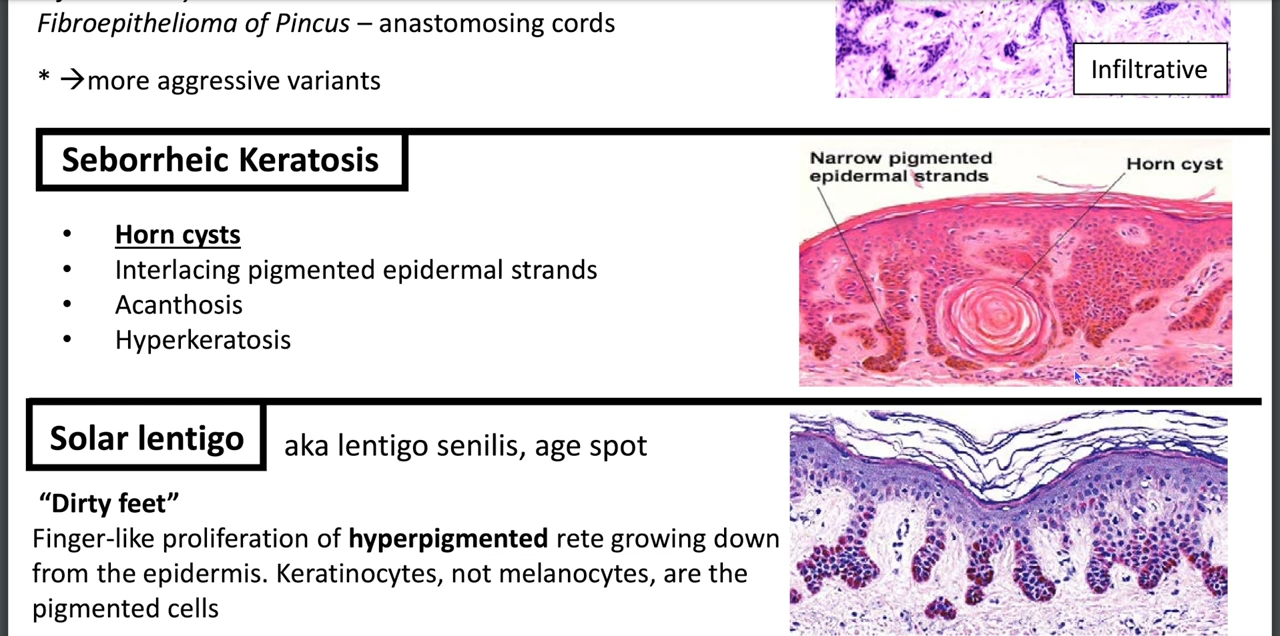 Fibroepithelioma of Pincus – anastomosing cords
* →more aggressive variants
Infiltrative
Seborrheic Keratosis
• Horn cysts
• Interlacing pigmented epidermal strands
• Acanthosis
• Hyperkeratosis
Narrow pigmented
epidermal strands
Horn cyst
Solar lentigo
aka lentigo senilis, age spot
“Dirty feet”
Finger-like proliferation of hyperpigmented rete growing down
from the epidermis. Keratinocytes, not melanocytes, are the
pigmented cells